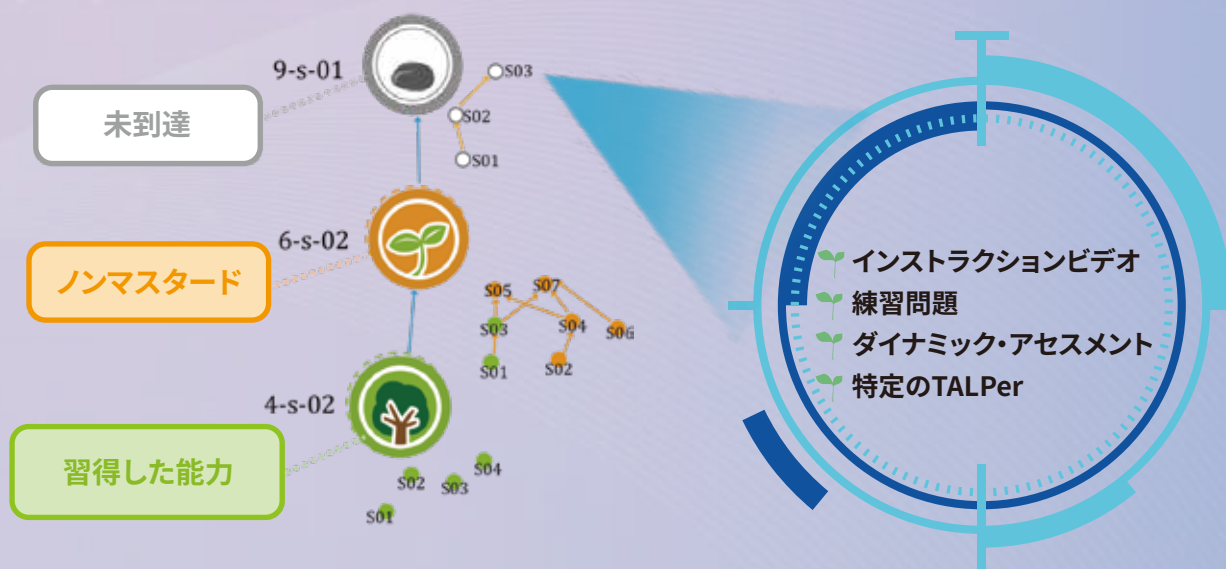 9-s-01
未到達
S03
S02
S01
6-s-02
ノンマスタード
S05
S07
S03
S04
S06
S01
S02
4-s-02
習得した能力
S04
S02
S03
S01
インストラクションビデオ
練習問題
ダイナミック・アセスメント
特定のTALPer